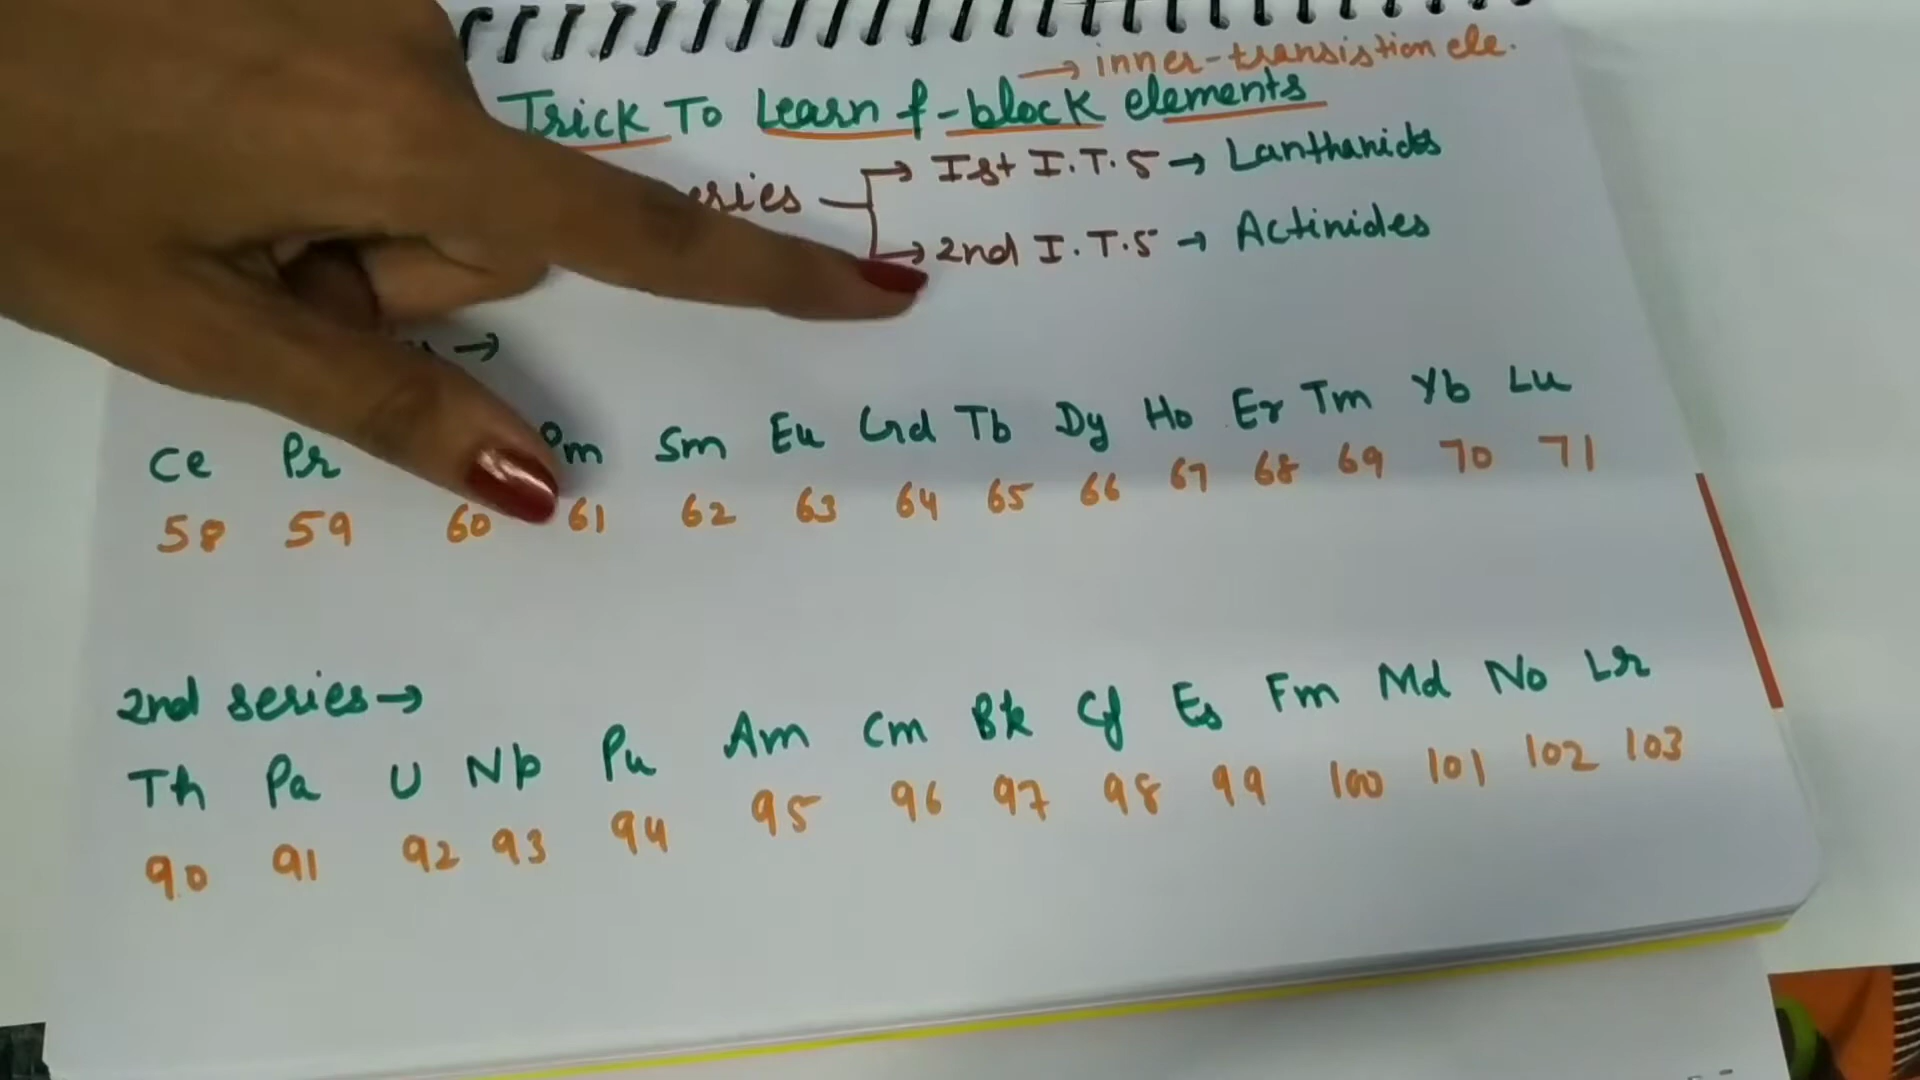 → inner-transistion ele.
Trick To Learn f-block elements
series → Ist I.T.S → Lanthanides
→ 2nd I.T.S → Actinides
→
Ce Pr Pm Sm Eu Gd Tb Dy Ho Er Tm Yb Lu
58 59 60 61 62 63 64 65 66 67 68 69 70 71
2nd series →
Th Pa U Np Pu Am Cm Bk Cf Es Fm Md No Lr
90 91 92 93 94 95 96 97 98 99 100 101 102 103